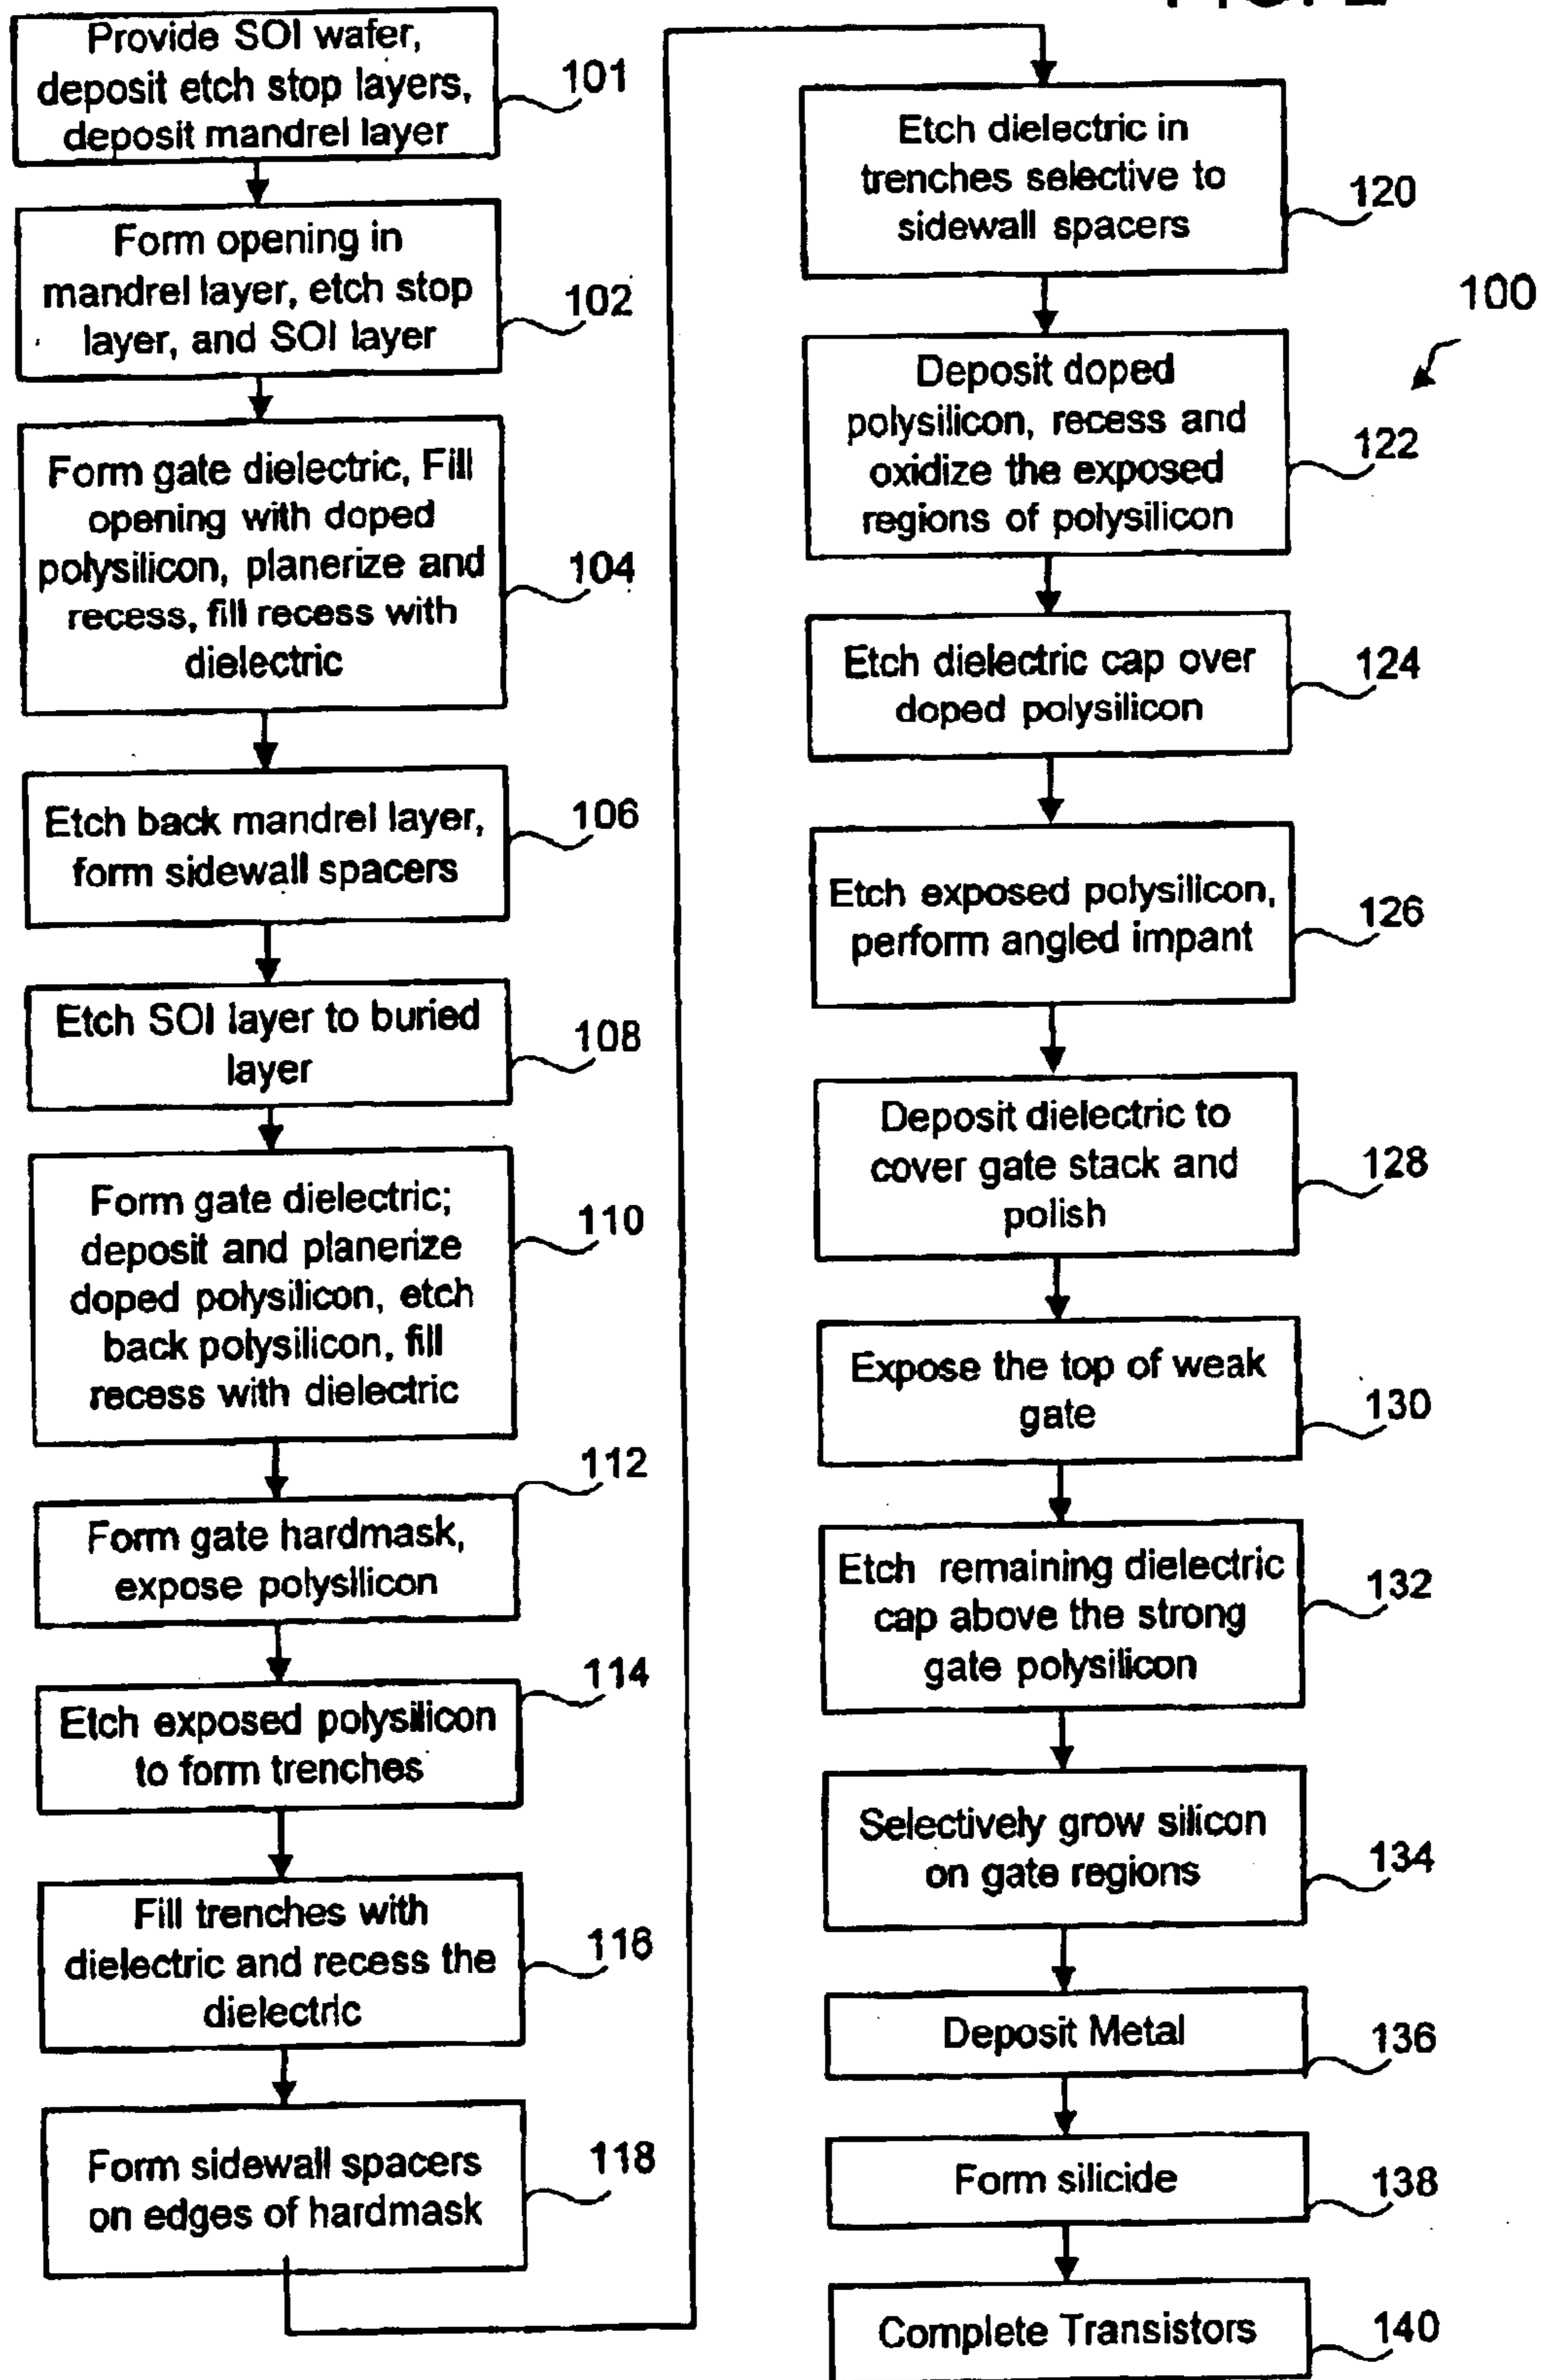 Provide SOI wafer,
deposit etch stop layers,
deposit mandrel layer
101
Form opening in
mandrel layer, etch stop
layer, and SOI layer
102
Form gate dielectric, Fill
opening with doped
polysilicon, planerize and
recess, fill recess with
dielectric
104
Etch back mandrel layer,
form sidewall spacers
106
Etch SOI layer to buried
layer
108
Form gate dielectric;
deposit and planerize
doped polysilicon, etch
back polysilicon, fill
recess with dielectric
110
112
Form gate hardmask,
expose polysilicon
114
Etch exposed polysilicon
to form trenches
Fill trenches with
dielectric and recess the
dielectric
116
Form sidewall spacers
on edges of hardmask
118
Etch dielectric in
trenches selective to
sidewall spacers
120
100
Deposit doped
polysilicon, recess and
oxidize the exposed
regions of polysilicon
122
Etch dielectric cap over
doped polysilicon
124
Etch exposed polysilicon,
perform angled impant
126
Deposit dielectric to
cover gate stack and
polish
128
Expose the top of weak
gate
130
Etch remaining dielectric
cap above the strong
gate polysilicon
132
Selectively grow silicon
on gate regions
134
Deposit Metal
136
Form silicide
138
Complete Transistors
140